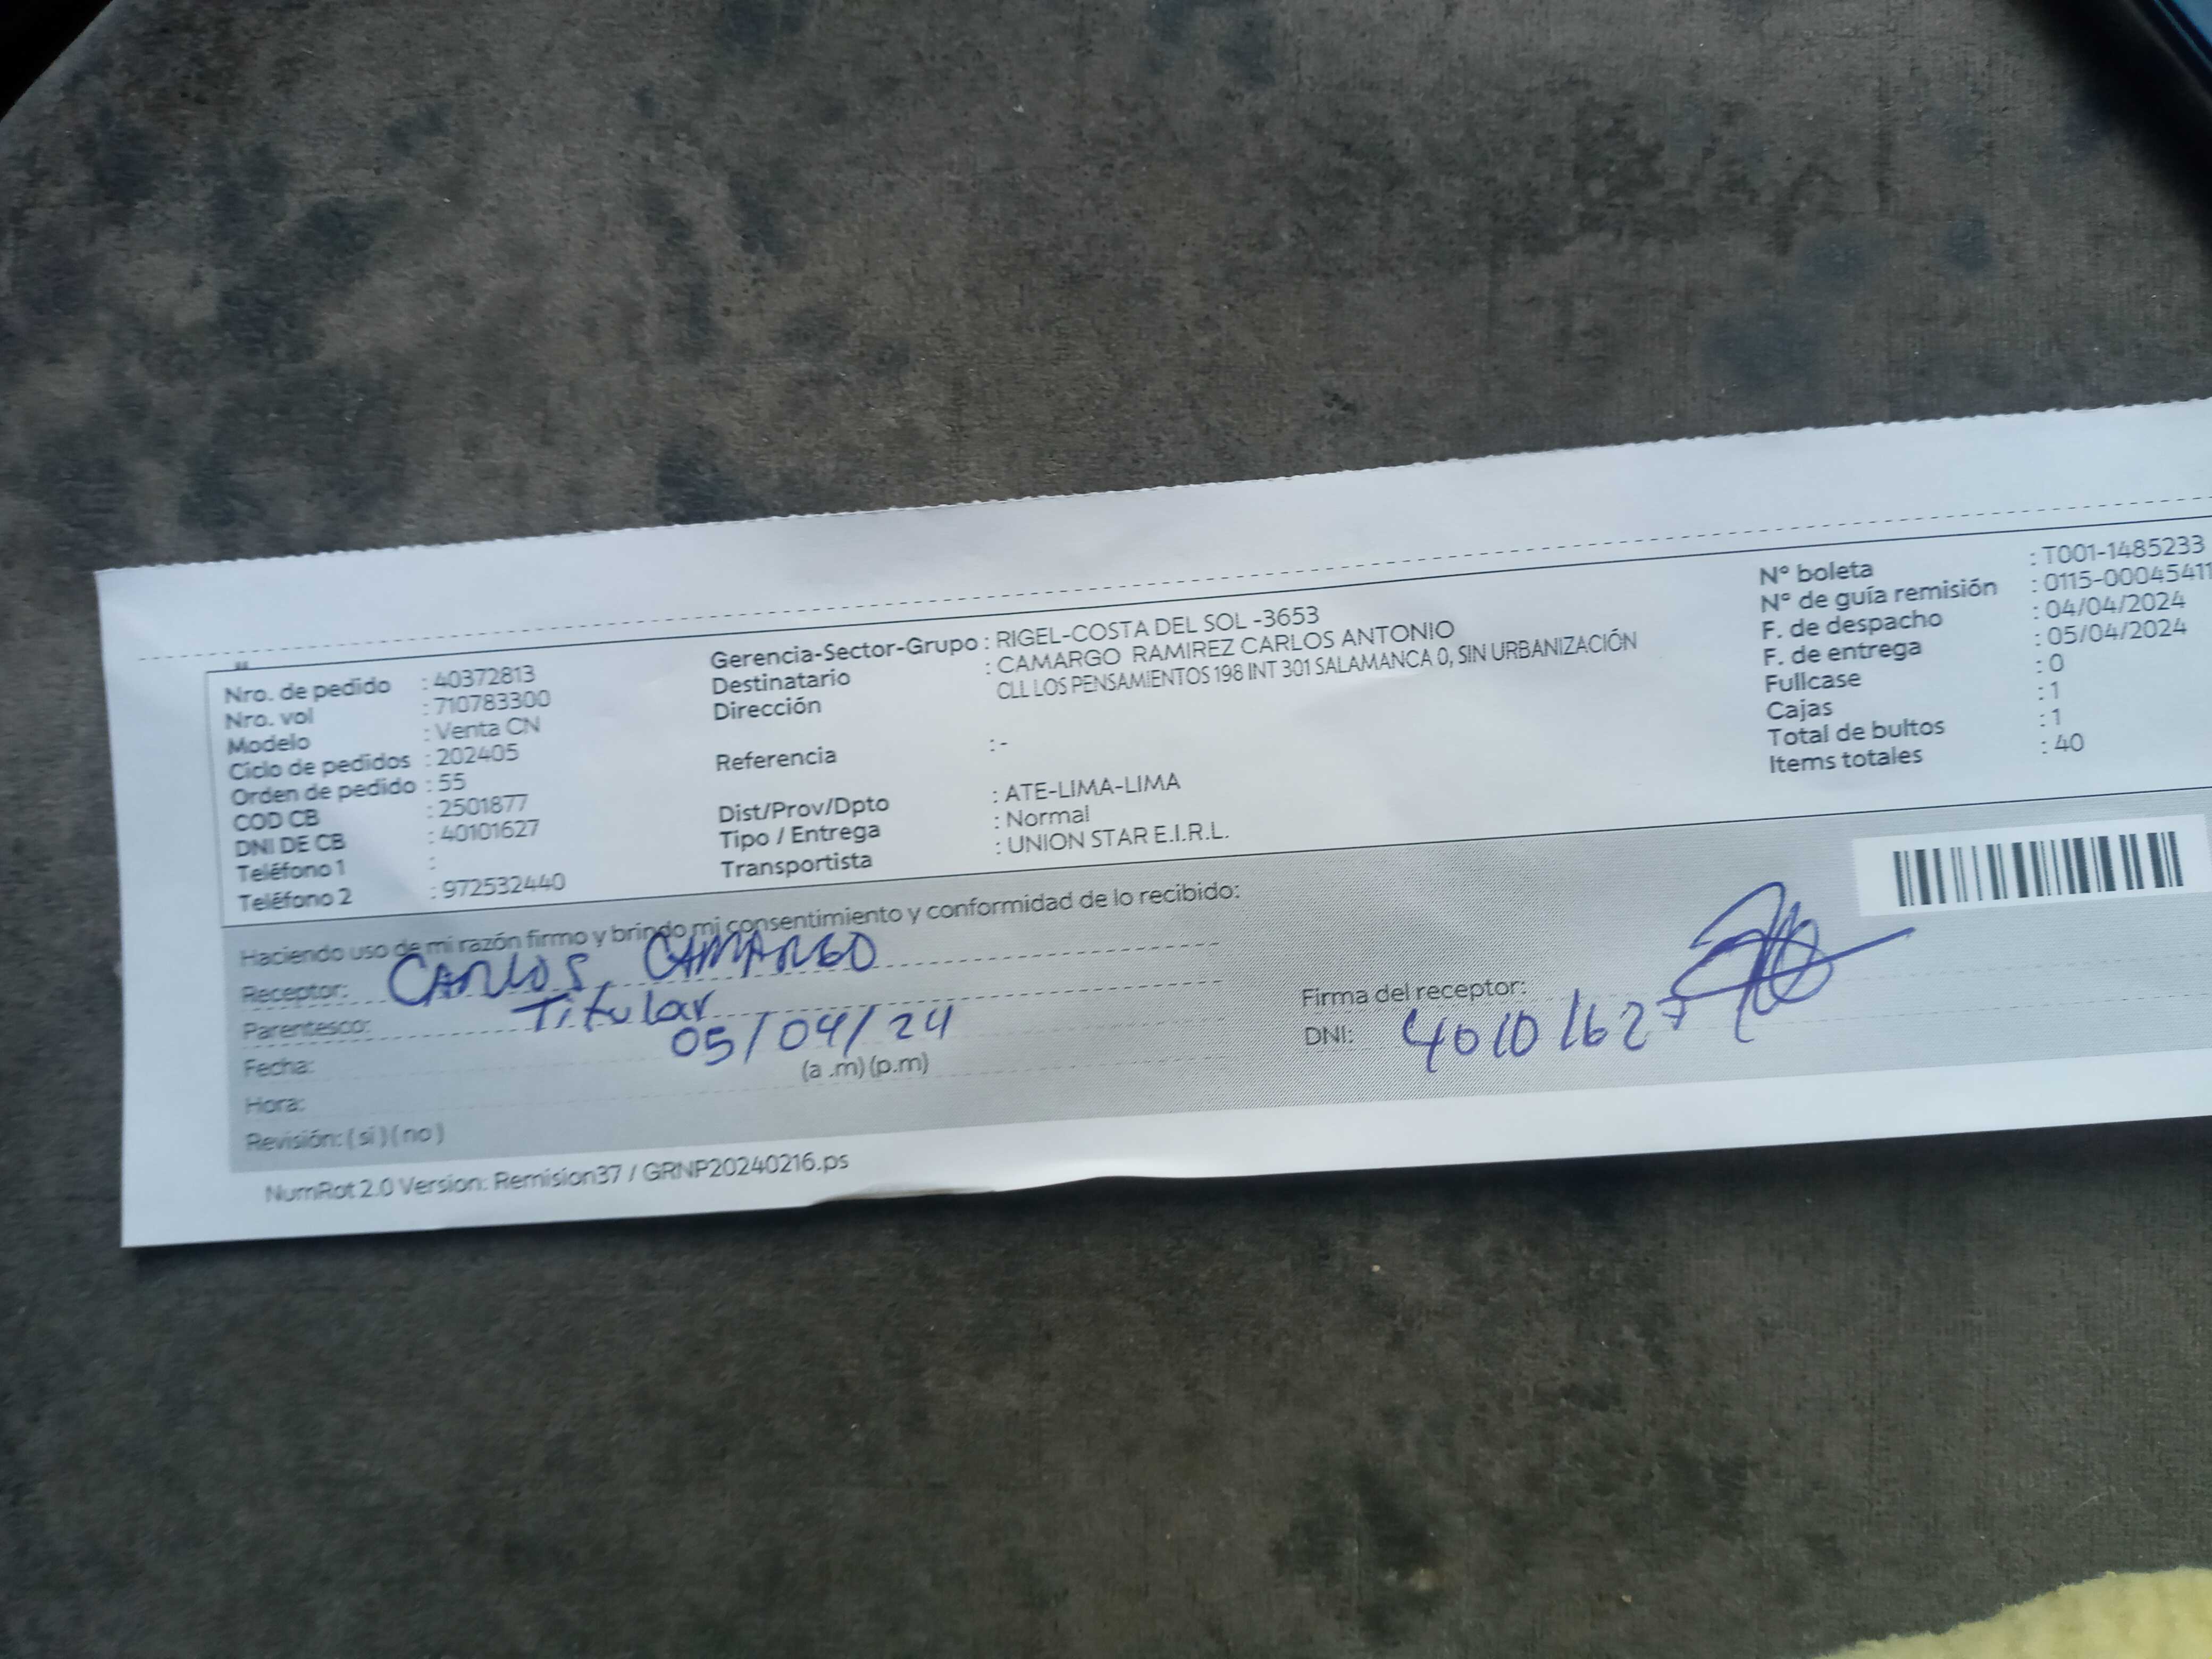 Nro. de pedido : 40372813
Nro. vol : 710783300
Modelo : Venta CN
Ciclo de pedidos : 202405
Orden de pedido : 55
COD CB : 2501877
DNI DE CB : 40101627
Teléfono 1 :
Teléfono 2 : 972532440
Gerencia-Sector-Grupo : RIGEL-COSTA DEL SOL -3653
Destinatario : CAMARGO RAMIREZ CARLOS ANTONIO
Dirección CLL LOS PENSAMIENTOS 198 INT 301 SALAMANCA 0, SIN URBANIZACIÓN
Referencia : -
Dist/Prov/Dpto : ATE-LIMA-LIMA
Tipo / Entrega : Normal
Transportista : UNION STAR E.I.R.L.
N° boleta : T001-1485233
N° de guía remisión : 0115-00045411
F. de despacho : 04/04/2024
F. de entrega : 05/04/2024
Fullcase : 0
Cajas : 1
Total de bultos : 1
Items totales : 40
Haciendo uso de mi razón firmo y brindo mi consentimiento y conformidad de lo recibido:
Receptor: CARLOS CAMARGO
Parentesco: Titular
Fecha: 05/04/24
Hora: (a .m) (p.m)
Revisión: ( si ) ( no )
Firma del receptor:
DNI: 40101627
NumRot 2.0 Version: Remision37 / GRNP20240216.ps